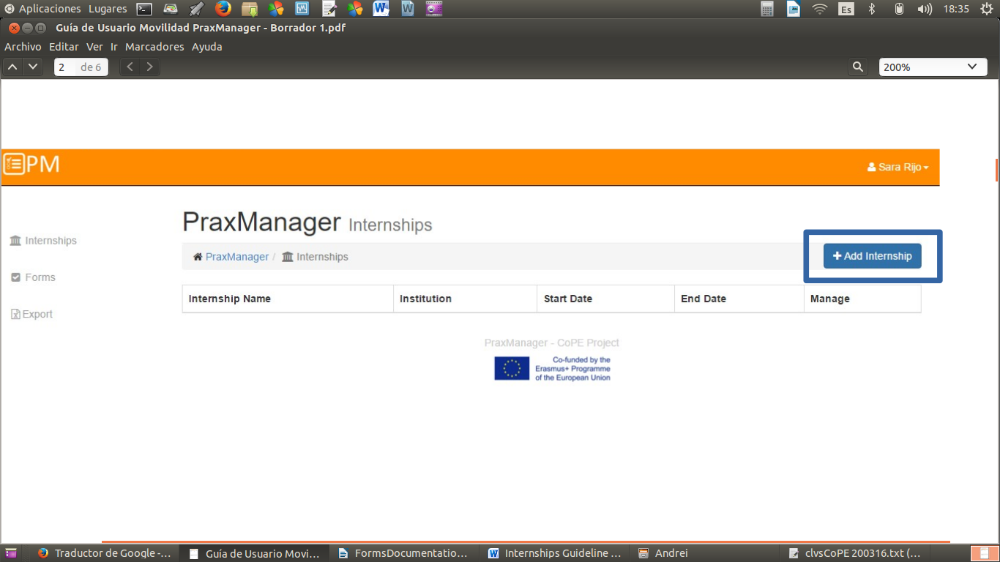 Aplicaciones Lugares Es 18:35
Guía de Usuario Movilidad PraxManager - Borrador 1.pdf
Archivo Editar Ver Ir Marcadores Ayuda
2 de 6 200%
PM Sara Rijo
PraxManager Internships
Internships
PraxManager / Internships + Add Internship
Forms
Internship Name Institution Start Date End Date Manage
Export
PraxManager - CoPE Project
Co-funded by the
Erasmus+ Programme
of the European Union
Traductor de Google -... Guía de Usuario Movi... FormsDocumentatio... Internships Guideline ... Andrei clvsCoPE 200316.txt (...